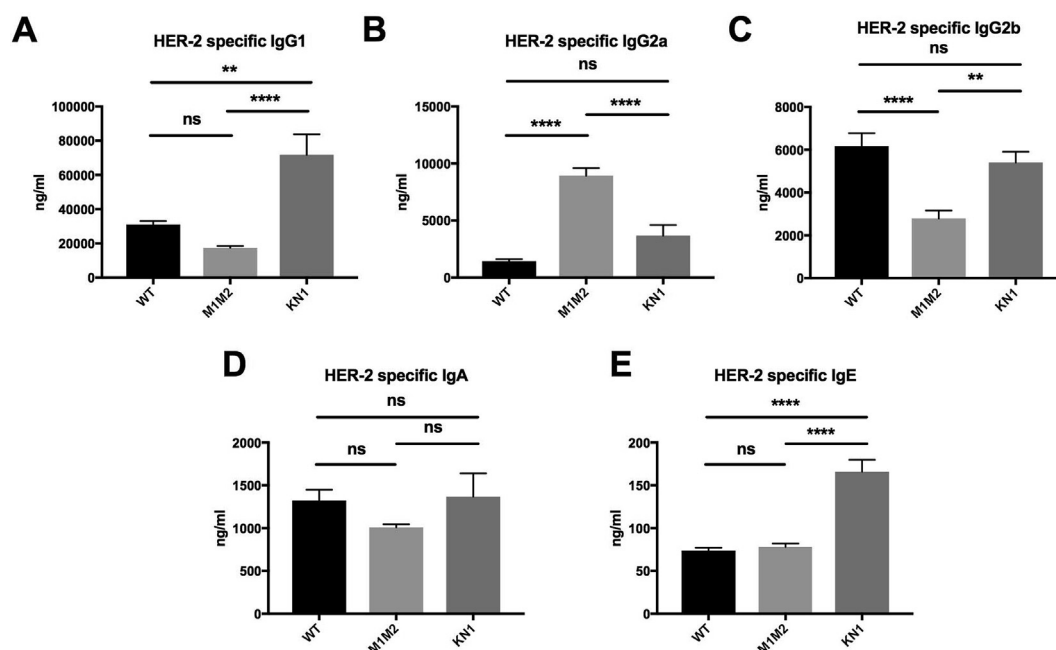 A
HER-2 specific IgG1
**
****
ns
100000
80000
60000
40000
20000
0
ng/ml
WT
M1M2
KN1
B
HER-2 specific IgG2a
ns
****
****
15000
10000
5000
0
ng/ml
WT
M1M2
KN1
C
HER-2 specific IgG2b
ns
**
****
8000
6000
4000
2000
0
ng/ml
WT
M1M2
KN1
D
HER-2 specific IgA
ns
ns
ns
2000
1500
1000
500
0
ng/ml
WT
M1M2
KN1
E
HER-2 specific IgE
****
****
ns
200
150
100
50
0
ng/ml
WT
M1M2
KN1